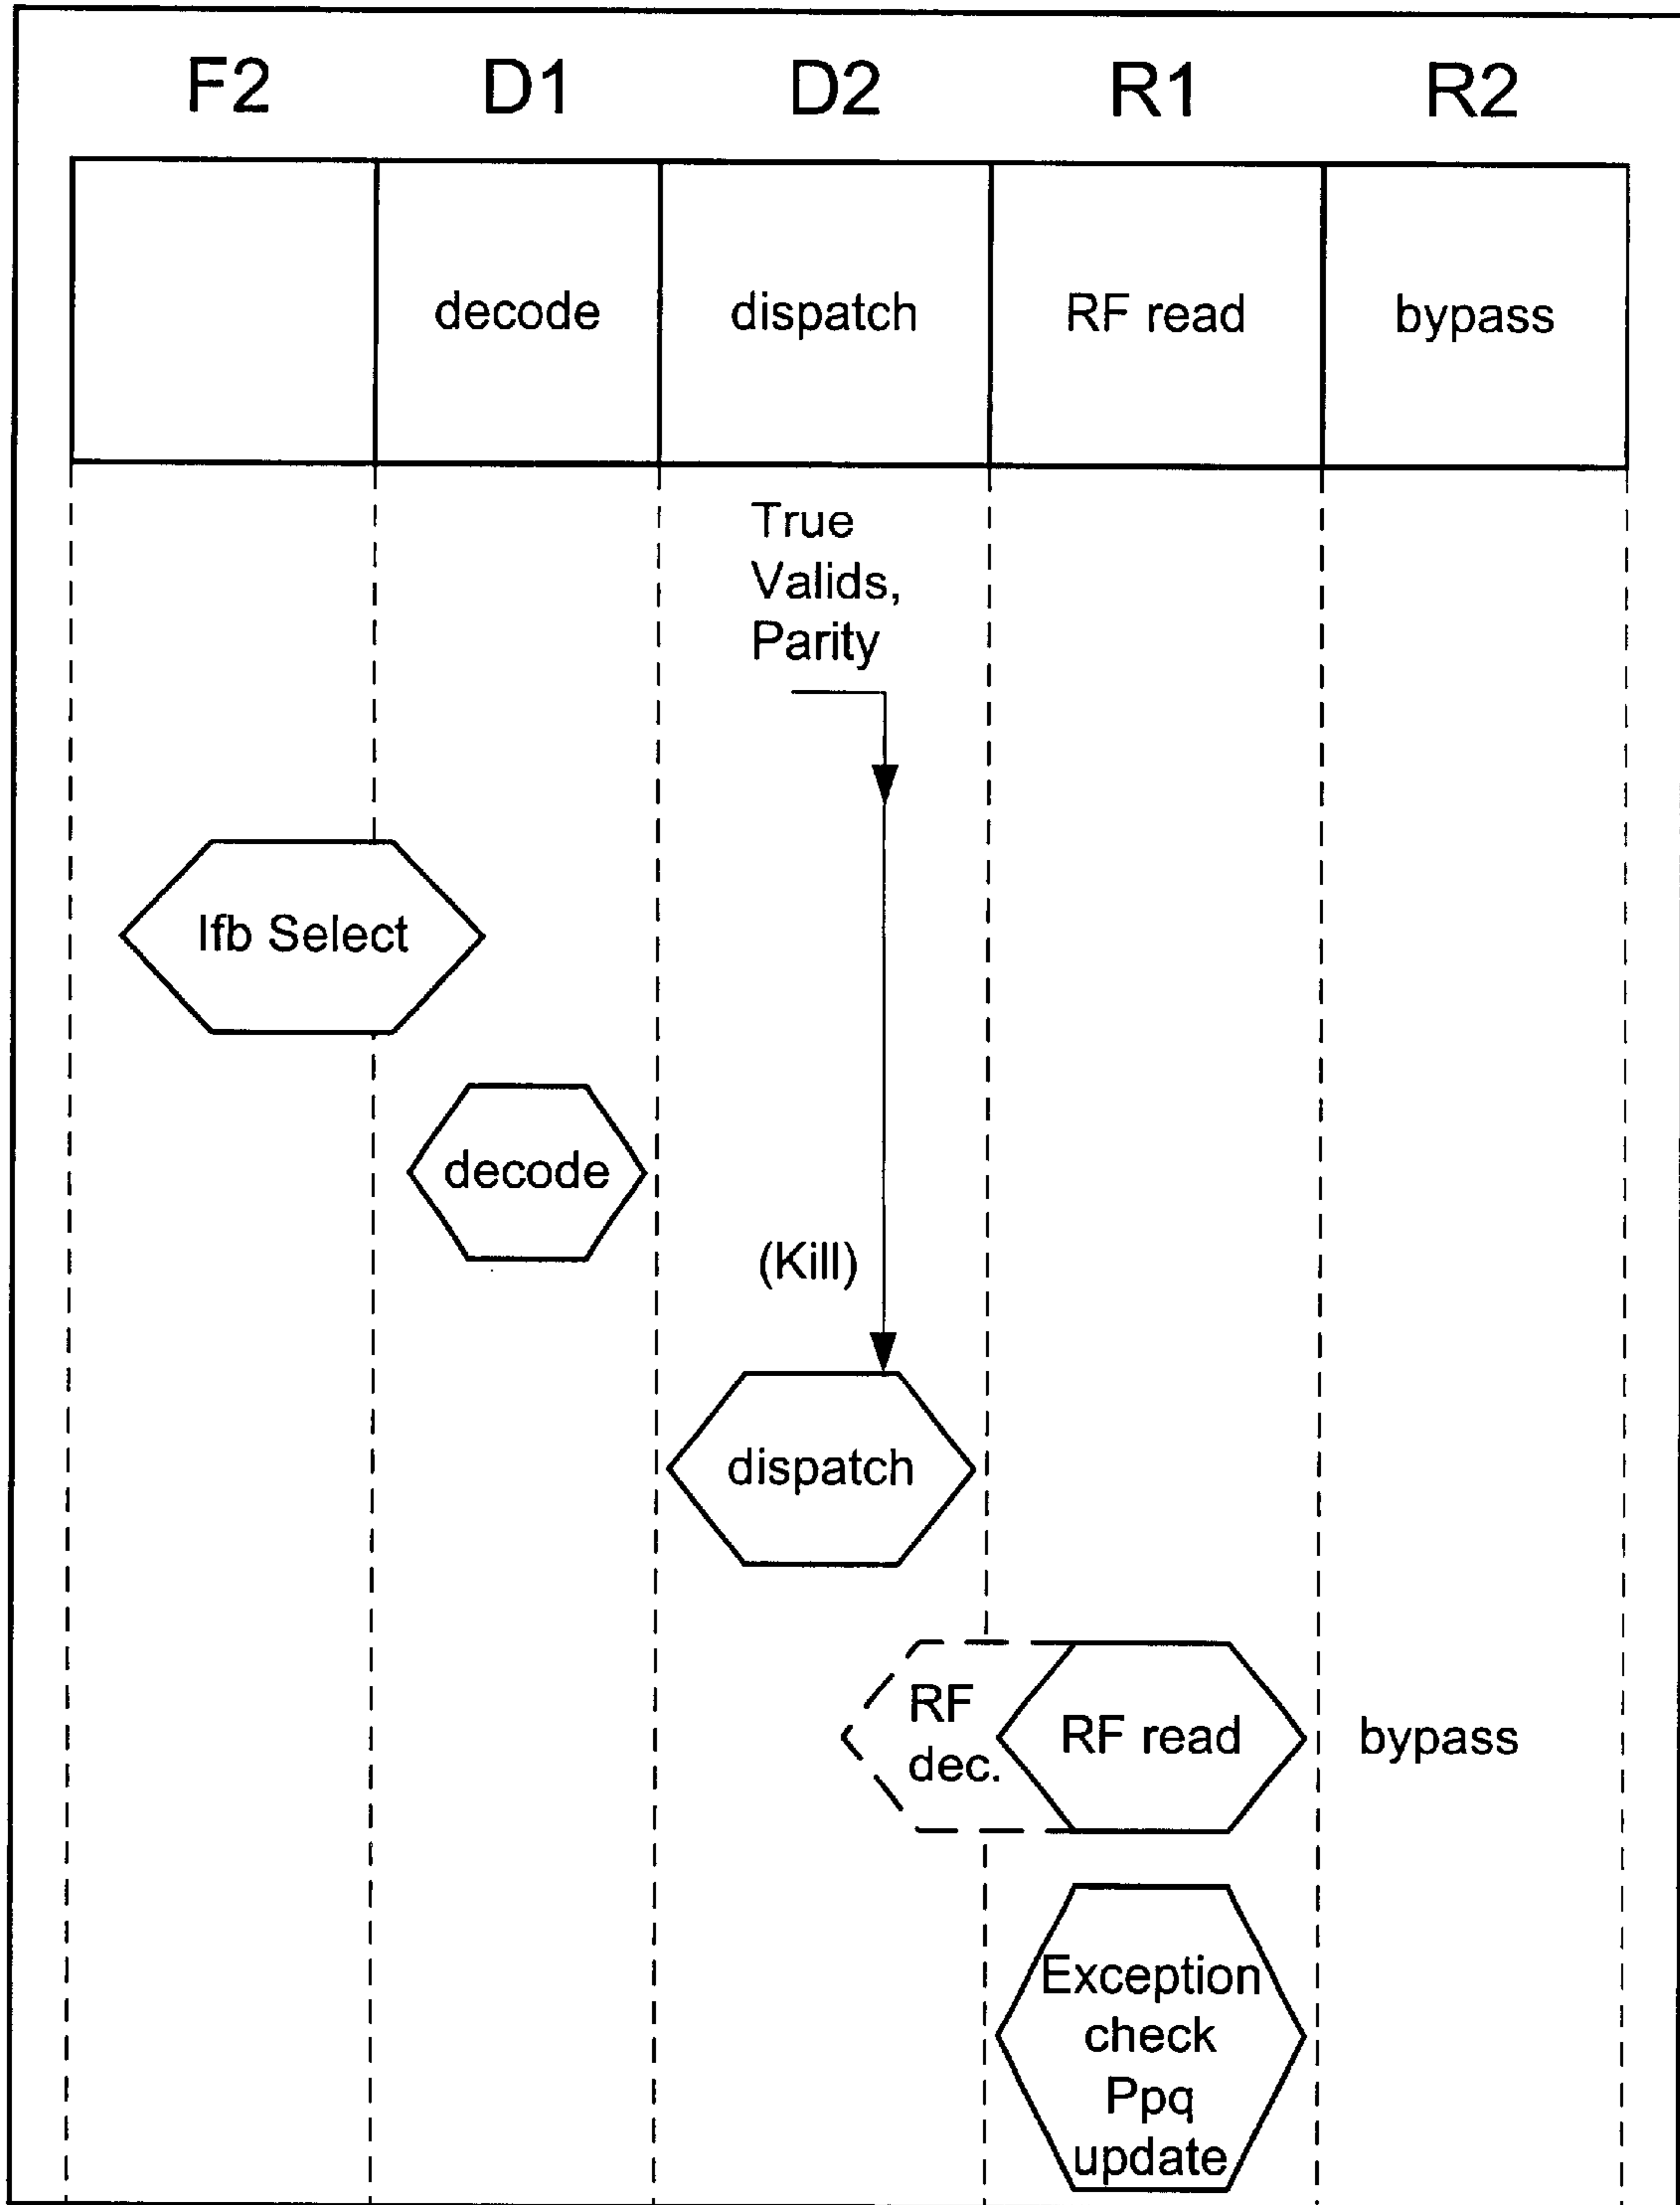 F2 D1 D2 R1 R2
decode dispatch RF read bypass
True
Valids,
Parity
Ifb Select
decode
(Kill)
dispatch
RF
dec.
RF read
bypass
Exception
check
Ppq
update